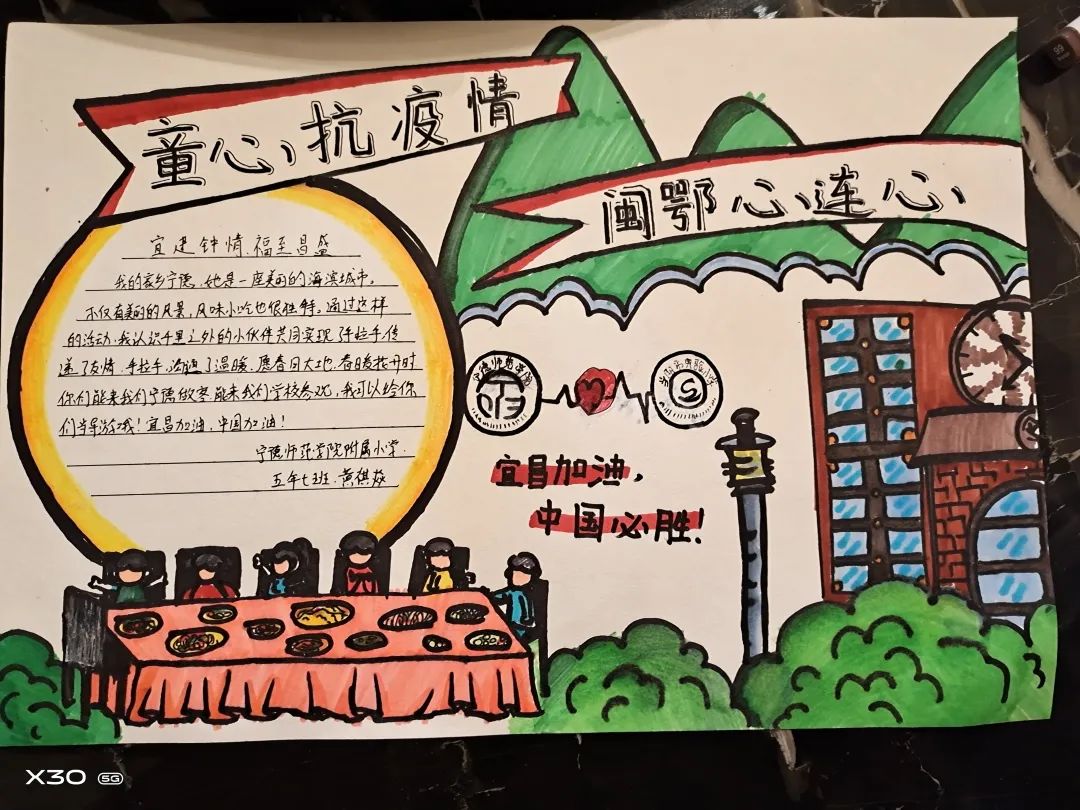 童心抗疫情
闽鄂心连心
宜建钟情.福至昌盛
我的家乡宁德,她是一座美丽的海滨城市,
不仅有美丽的风景,风味小吃也很独特,通过这样
的活动,我认识千里之外的小伙伴共同实现了手拉手,传
递了友情,手拉手,沟通了温暖,愿春回大地,春暖花开时
你们能来我们宁德做客,能来我们学校参观,我可以给你
们当导游哦!宜昌加油,中国加油!
宁德师范学院附属小学
五年七班
宁德师范学院
宜昌加油,
中国必胜!
X30 5G